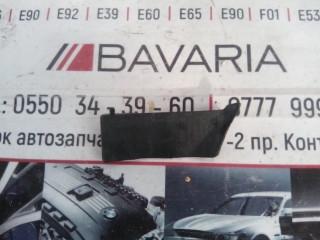 E90 | E92 | E39 | E60 | E65 | E90 | F01 | E53
BAVARIA
: 0550 34 - 39 - 60 / 0777 999
ок автозапча -2 пр. Конт